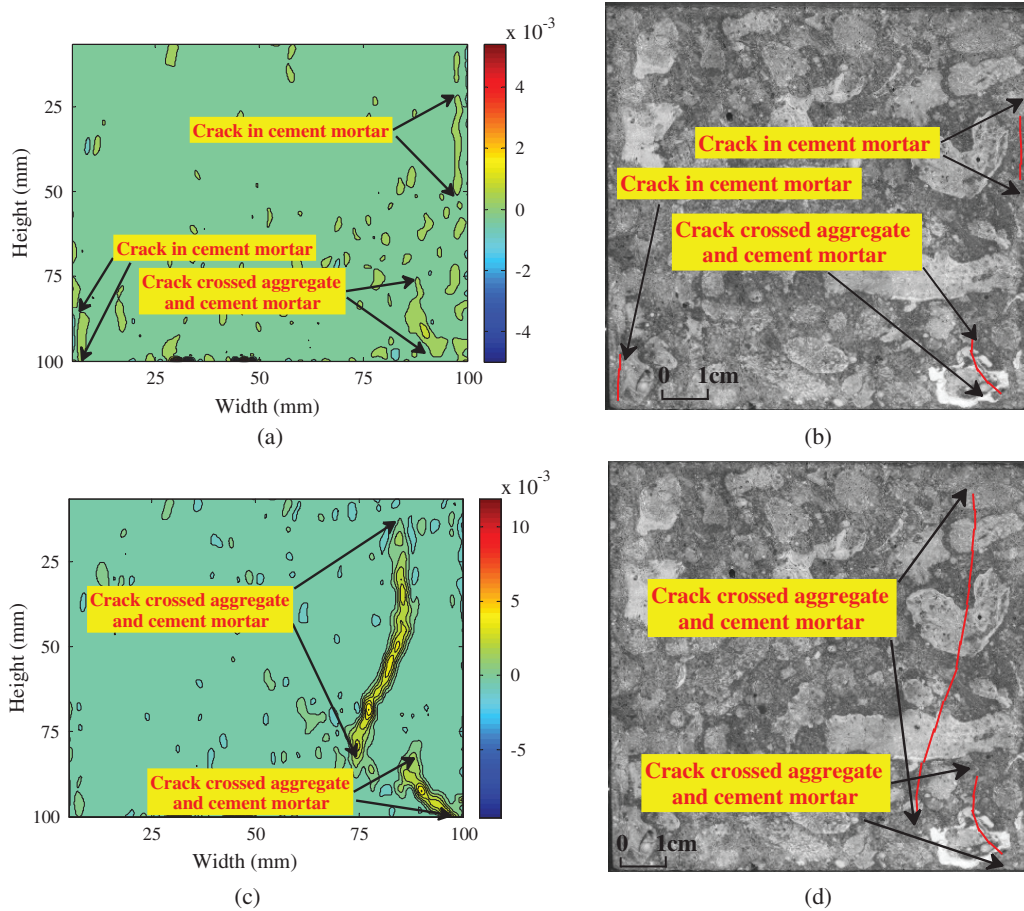 x 10⁻³
4
2
0
-2
-4
25
50
75
100
Height (mm)
25
50
75
100
Width (mm)
Crack in cement mortar
Crack in cement mortar
Crack crossed aggregate
and cement mortar
(a)
Crack in cement mortar
Crack in cement mortar
Crack crossed aggregate
and cement mortar
0 1cm
(b)
x 10⁻³
10
5
0
-5
25
50
75
100
Height (mm)
25
50
75
100
Width (mm)
Crack crossed aggregate
and cement mortar
Crack crossed aggregate
and cement mortar
(c)
Crack crossed aggregate
and cement mortar
Crack crossed aggregate
and cement mortar
0 1cm
(d)